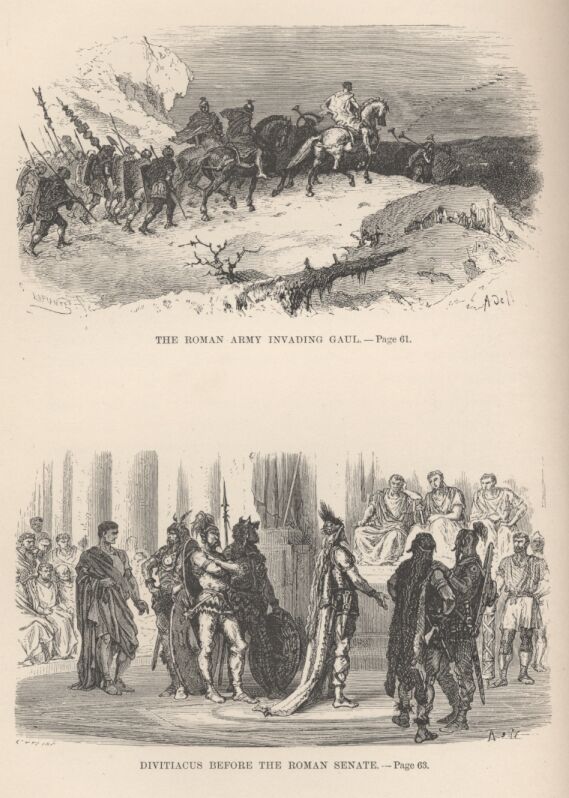 THE ROMAN ARMY INVADING GAUL.—Page 61.
DIVITIACUS BEFORE THE ROMAN SENATE.—Page 63.